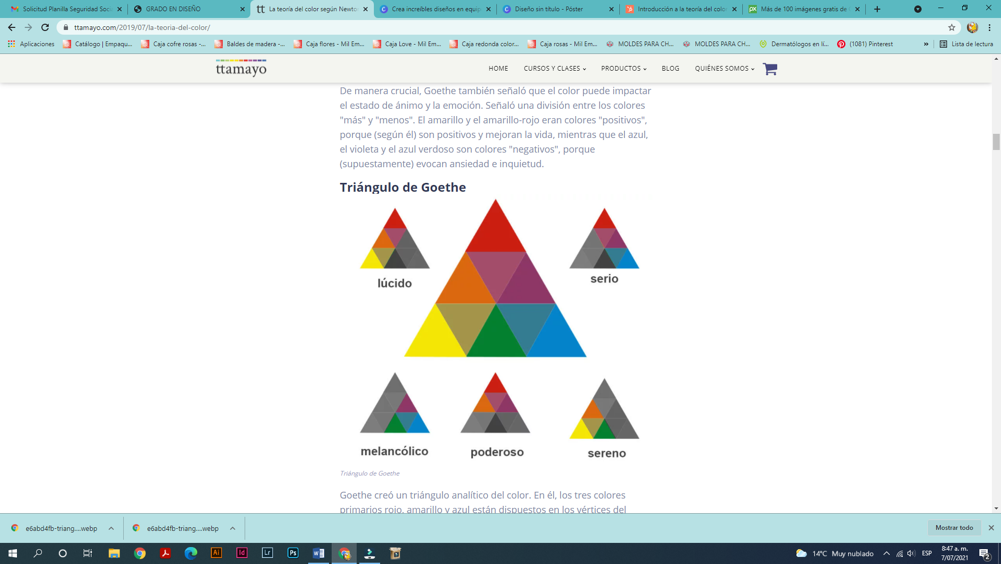 Solicitud Planilla Seguridad Soci
GRADO EN DISEÑO
La teoría del color según Newto
Crea increíbles diseños en equip
Diseño sin título - Póster
Introducción a la teoría del color
Más de 100 imágenes gratis de
ttamayo.com/2019/07/la-teoria-del-color/
Aplicaciones
Catálogo | Empaqu...
Caja cofre rosas -...
Baldes de madera -...
Caja flores - Mil Em...
Caja Love - Mil Em...
Caja redonda color...
Caja rosas - Mil Em...
MOLDES PARA CH...
MOLDES PARA CH...
Dermatólogos en lí...
(1081) Pinterest
»
Lista de lectura
ttamayo
HOME
CURSOS Y CLASES
PRODUCTOS
BLOG
QUIÉNES SOMOS
De manera crucial, Goethe también señaló que el color puede impactar
el estado de ánimo y la emoción. Señaló una división entre los colores
"más" y "menos". El amarillo y el amarillo-rojo eran colores "positivos",
porque (según él) son positivos y mejoran la vida, mientras que el azul,
el violeta y el azul verdoso son colores "negativos", porque
(supuestamente) evocan ansiedad e inquietud.
Triángulo de Goethe
lúcido
serio
melancólico
poderoso
sereno
Triángulo de Goethe
Goethe creó un triángulo analítico del color. En él, los tres colores
primarios rojo, amarillo y azul están dispuestos en los vértices del
e6abd4fb-triang....webp
e6abd4fb-triang....webp
Mostrar todo
14°C Muy nublado
ESP
8:47 a. m.
7/07/2021
2